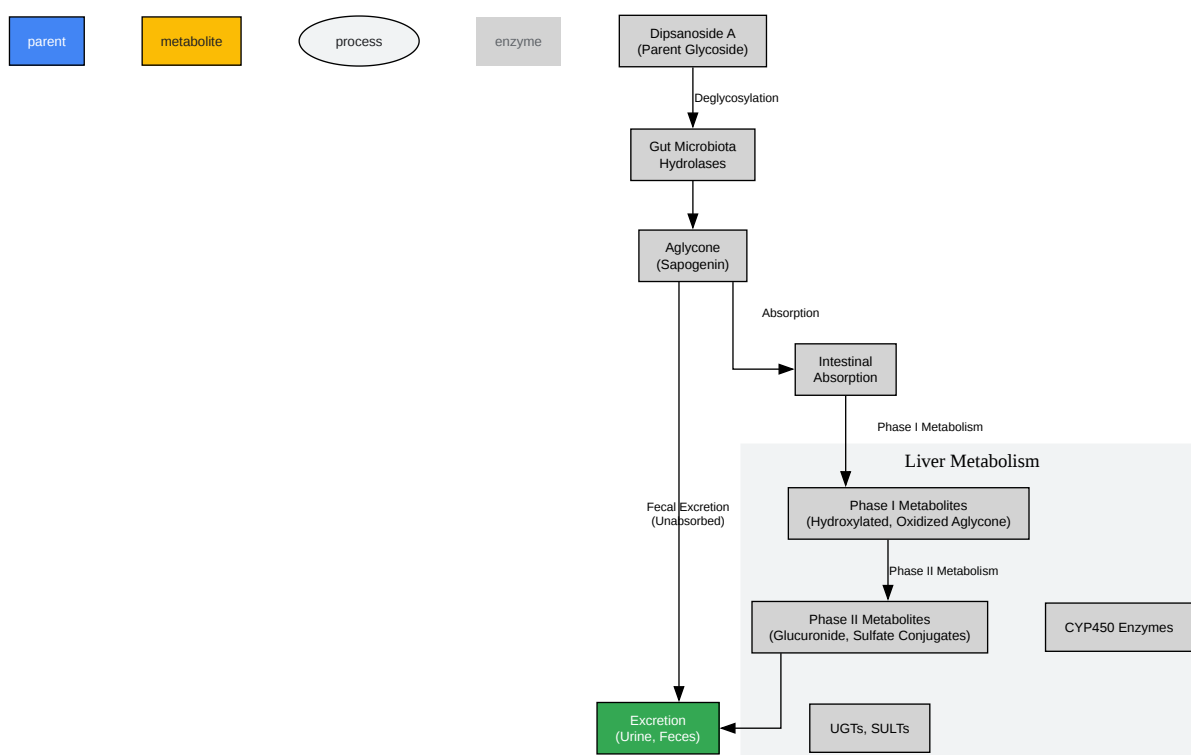 parent
metabolite
process
enzyme
Dipsanoside A
(Parent Glycoside)
Deglycosylation
Gut Microbiota
Hydrolases
Aglycone
(Sapogenin)
Absorption
Intestinal
Absorption
Phase I Metabolism
Liver Metabolism
Phase I Metabolites
(Hydroxylated, Oxidized Aglycone)
Fecal Excretion
(Unabsorbed)
Phase II Metabolism
Phase II Metabolites
(Glucuronide, Sulfate Conjugates)
CYP450 Enzymes
Excretion
(Urine, Feces)
UGTs, SULTs